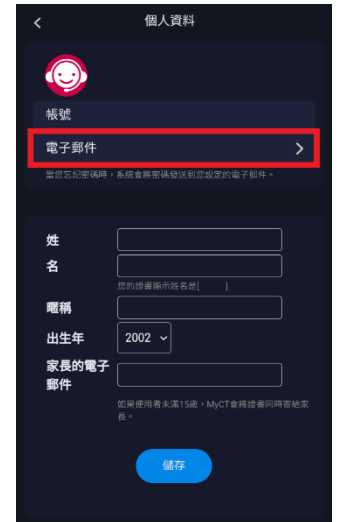 個人資料
帳號
電子郵件
當您忘記密碼時，系統會將密碼發送到您設定的電子郵件。
姓
名
您的證書顯示姓名是[ ]
暱稱
出生年 2002
家長的電子
郵件
如果使用者未滿15歲，MyCT會將證書同時寄給家
長。
儲存